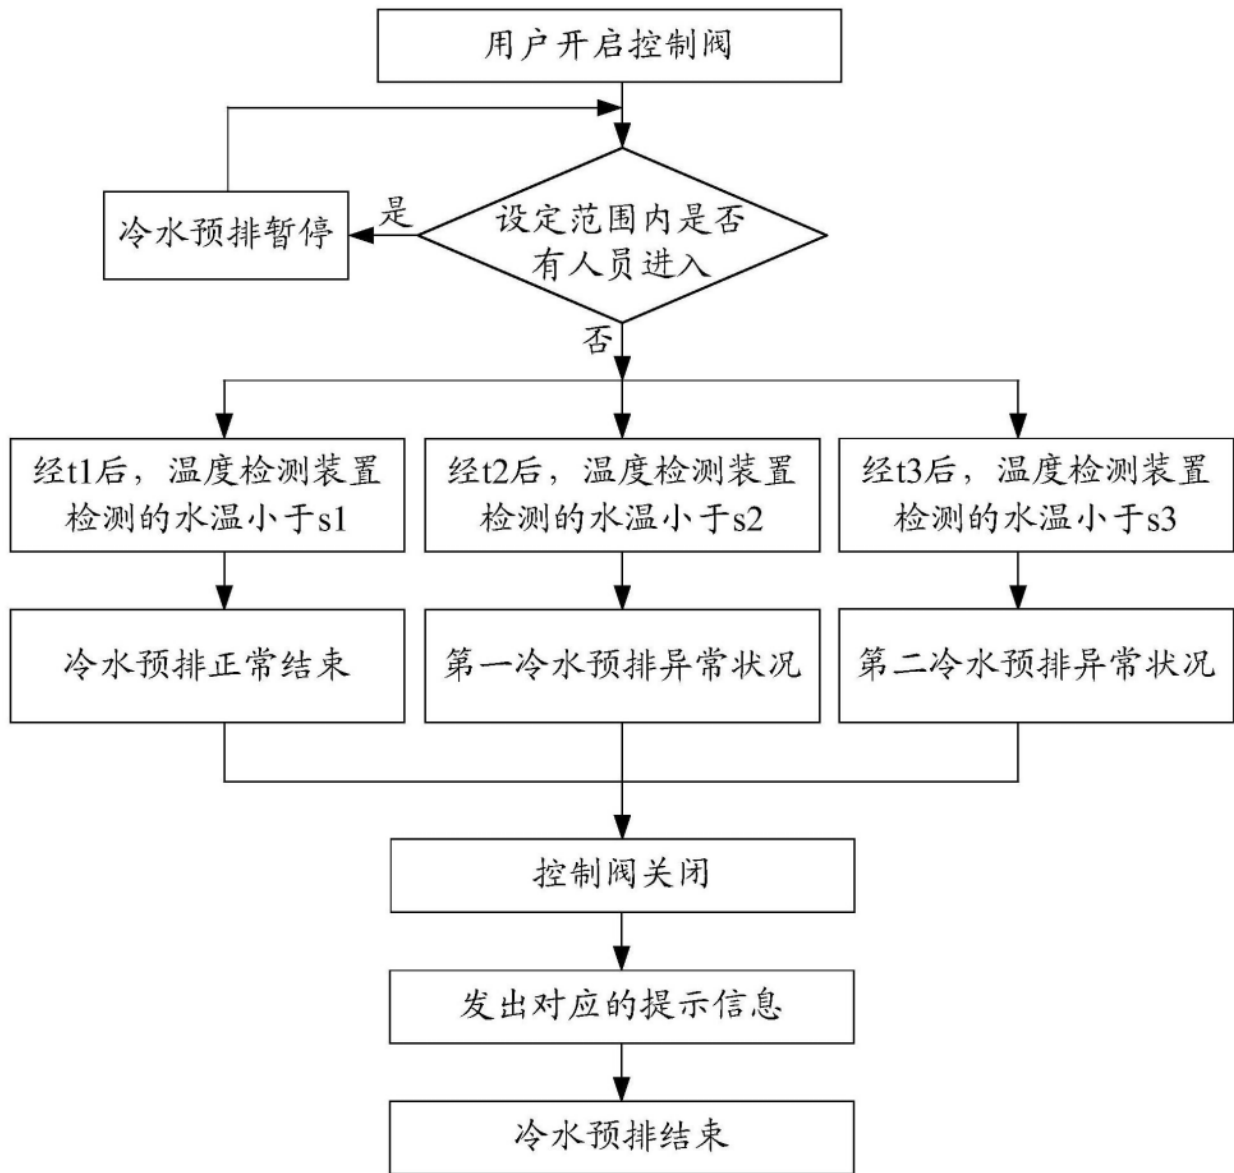 用户开启控制阀
冷水预排暂停
是
设定范围内是否
有人员进入
否
经t1后，温度检测装置
检测的水温小于s1
经t2后，温度检测装置
检测的水温小于s2
经t3后，温度检测装置
检测的水温小于s3
冷水预排正常结束
第一冷水预排异常状况
第二冷水预排异常状况
控制阀关闭
发出对应的提示信息
冷水预排结束